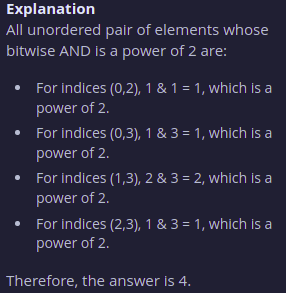 Explanation
All unordered pair of elements whose
bitwise AND is a power of 2 are:
• For indices (0,2), 1 & 1 = 1, which is a
power of 2.
• For indices (0,3), 1 & 3 = 1, which is a
power of 2.
• For indices (1,3), 2 & 3 = 2, which is a
power of 2.
• For indices (2,3), 1 & 3 = 1, which is a
power of 2.
Therefore, the answer is 4.